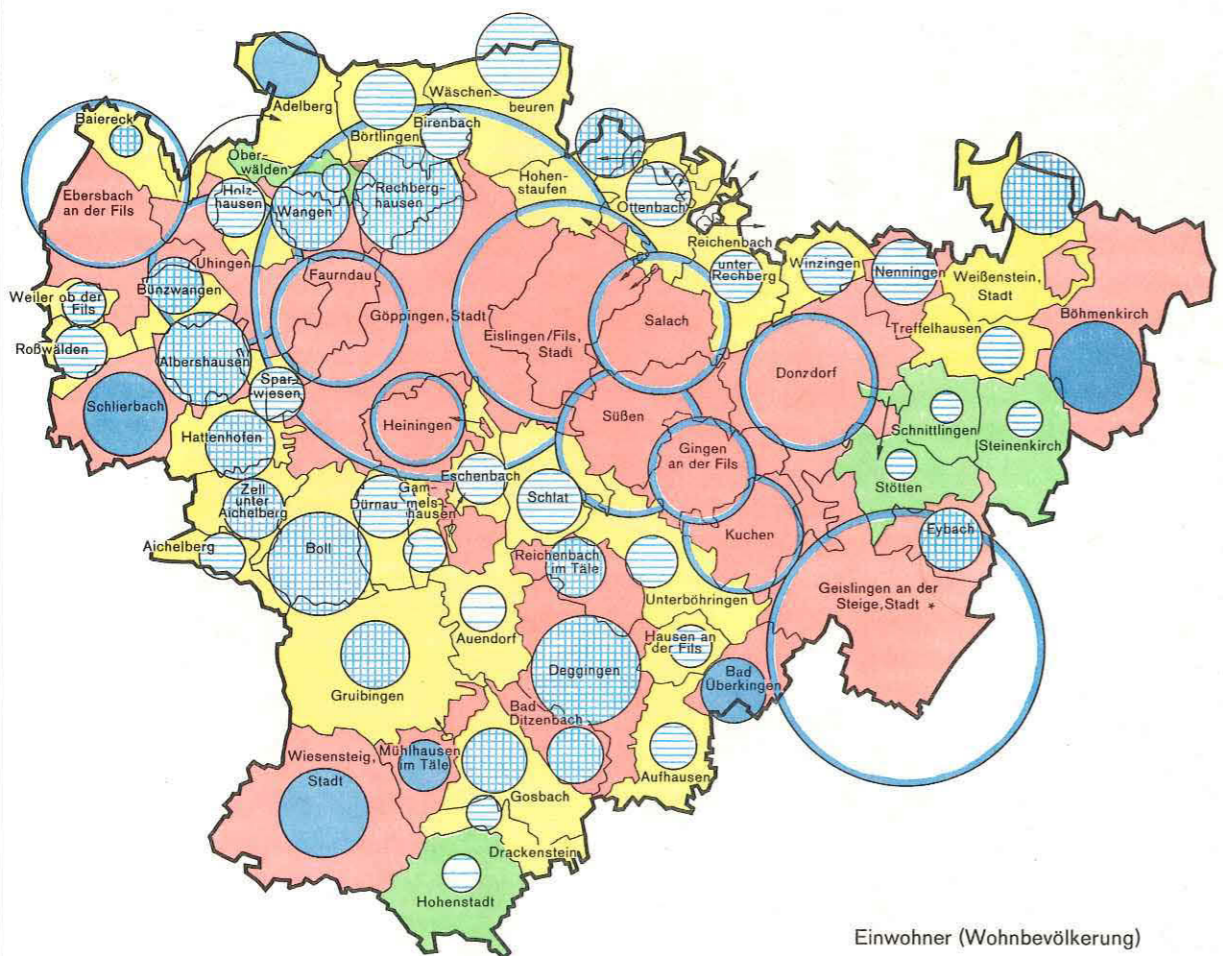 Adelberg
Wäschen-
beuren
Baiereck
Börtlingen
Birenbach
Ober-
wälden
Ebersbach
an der Fils
Holz-
hausen
Wangen
Rechberg-
hausen
Hohen-
staufen
Ottenbach
Reichenbach
unter
Rechberg
Winzingen
Nenningen
Weißenstein,
Stadt
Uhingen
Bünzwangen
Faurndau
Göppingen, Stadt
Eislingen/Fils,
Stadt
Salach
Treffelhausen
Böhmenkirch
Weiler ob der
Fils
Roßwälden
Albershausen
Spar-
wiesen
Donzdorf
Schlierbach
Heiningen
Süßen
Schnittlingen
Steinenkirch
Hattenhofen
Gingen
an der Fils
Stötten
Eschenbach
Zell
unter
Aichelberg
Dürnau
Gam-
mels-
hausen
Schlat
Kuchen
Eybach
Aichelberg
Boll
Reichenbach
im Täle
Unterböhringen
Geislingen an der
Steige, Stadt *
Auendorf
Hausen an
der Fils
Deggingen
Bad
Überkingen
Gruibingen
Bad
Ditzenbach
Wiesensteig,
Stadt
Mühlhausen
im Täle
Gosbach
Aufhausen
Drackenstein
Hohenstadt
Einwohner (Wohnbevölkerung)